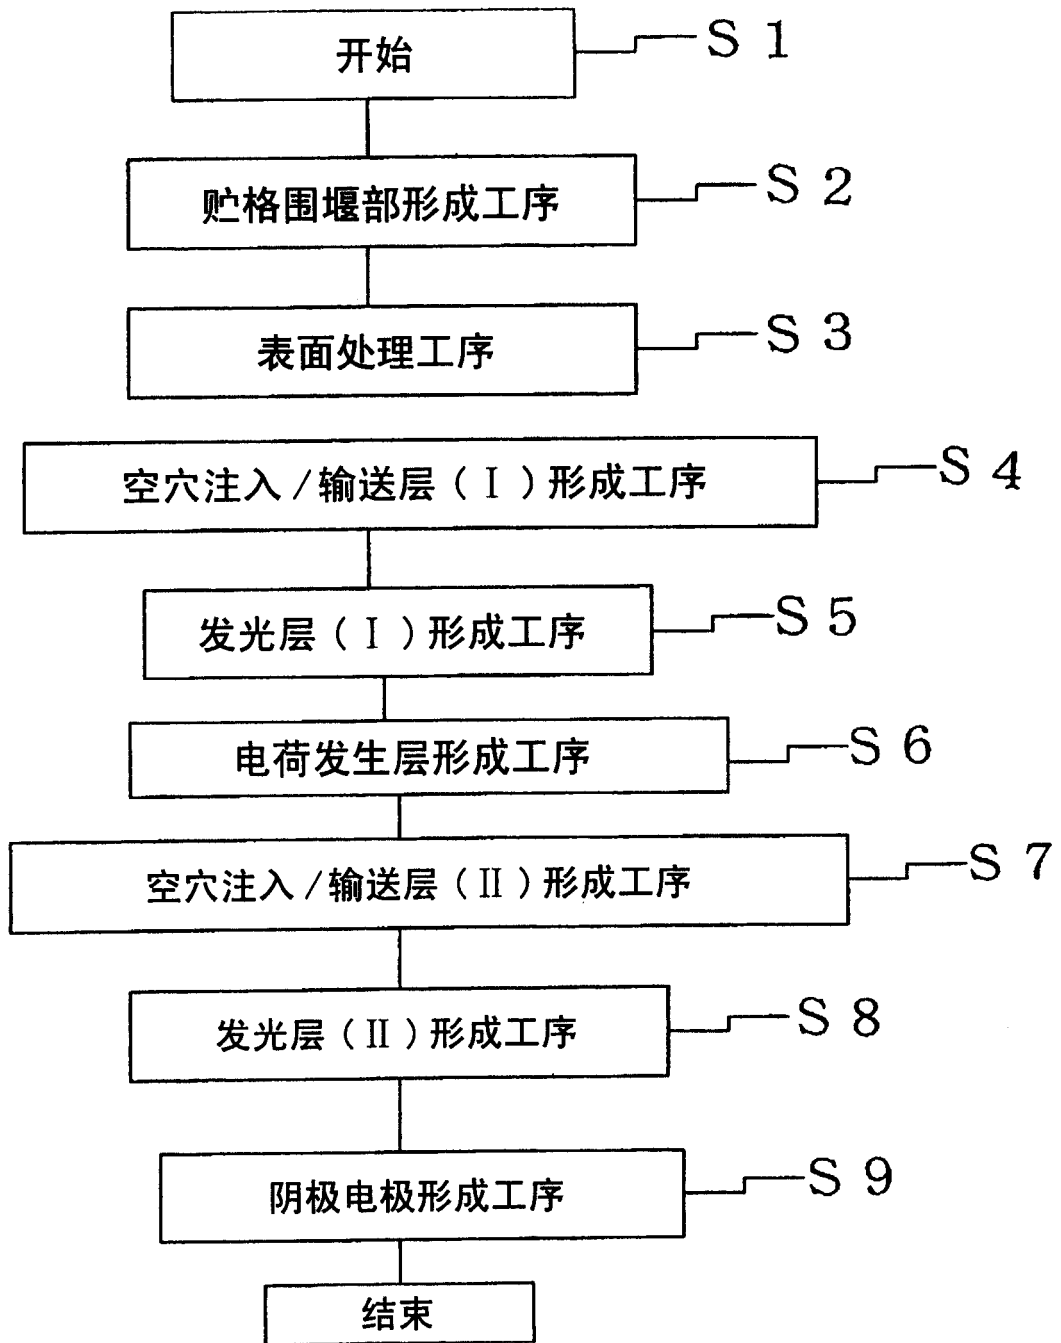 开始 S 1
贮格围堰部形成工序 S 2
表面处理工序 S 3
空穴注入/输送层(Ⅰ)形成工序 S 4
发光层(Ⅰ)形成工序 S 5
电荷发生层形成工序 S 6
空穴注入/输送层(Ⅱ)形成工序 S 7
发光层(Ⅱ)形成工序 S 8
阴极电极形成工序 S 9
结束